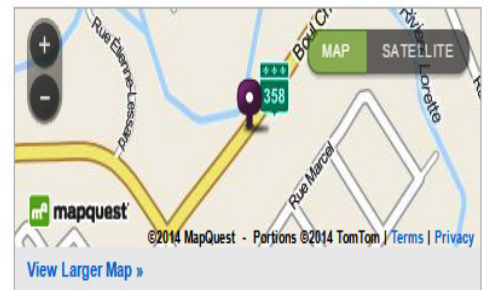 +
-
MAP
SATELLITE
Rue Étienne-
Lessard
Boul Ch
358
Riviè
Lorette
Rue Marcel
m mapquest
©2014 MapQuest - Portions ©2014 TomTom | Terms | Privacy
View Larger Map »